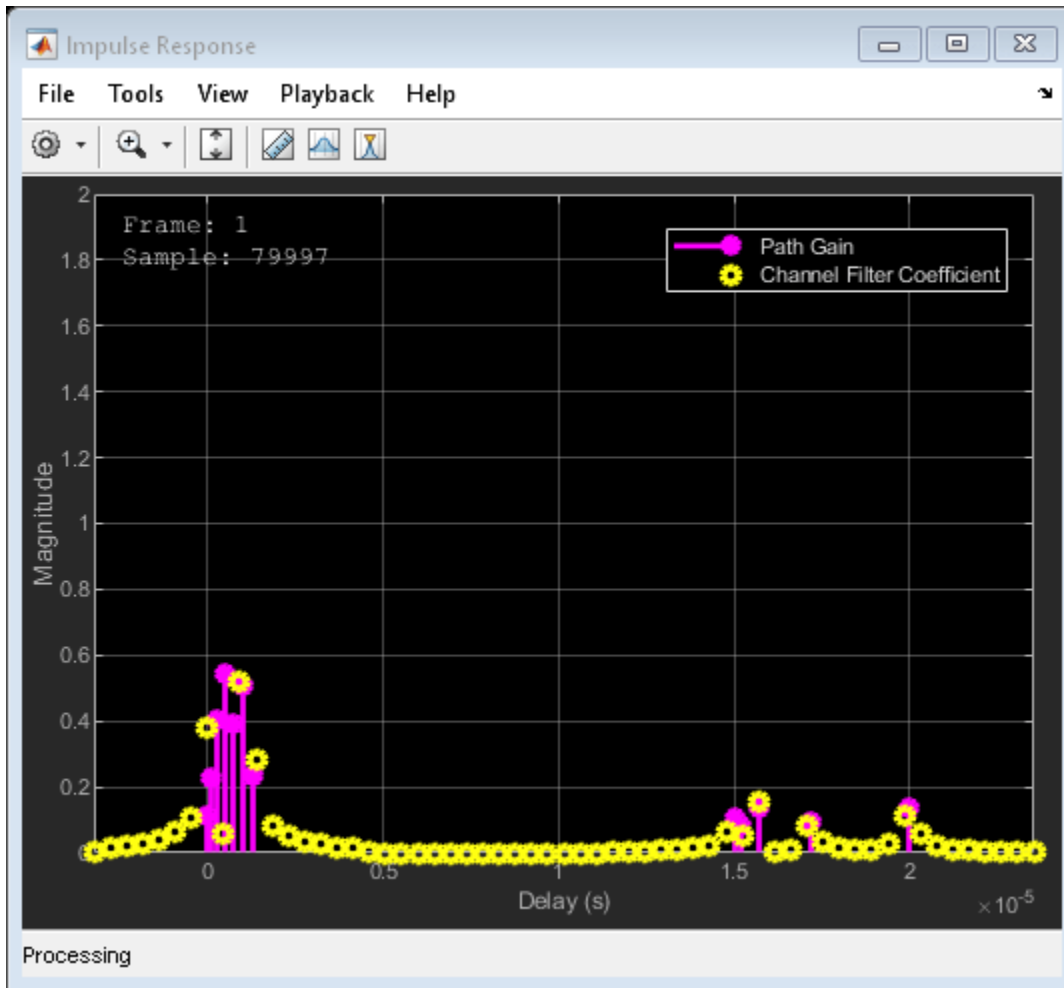 Impulse Response
File Tools View Playback Help
Frame: 1
Sample: 79997
Path Gain
Channel Filter Coefficient
2
1.8
1.6
1.4
1.2
1
0.8
0.6
0.4
0.2
0
Magnitude
0 0.5 1 1.5 2
Delay (s)
×10^-5
Processing